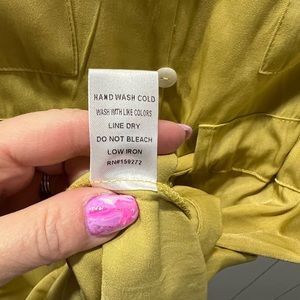 HAND WASH COLD
WASH WITH LIKE COLORS
LINE DRY
DO NOT BLEACH
LOW IRON
RN#159272